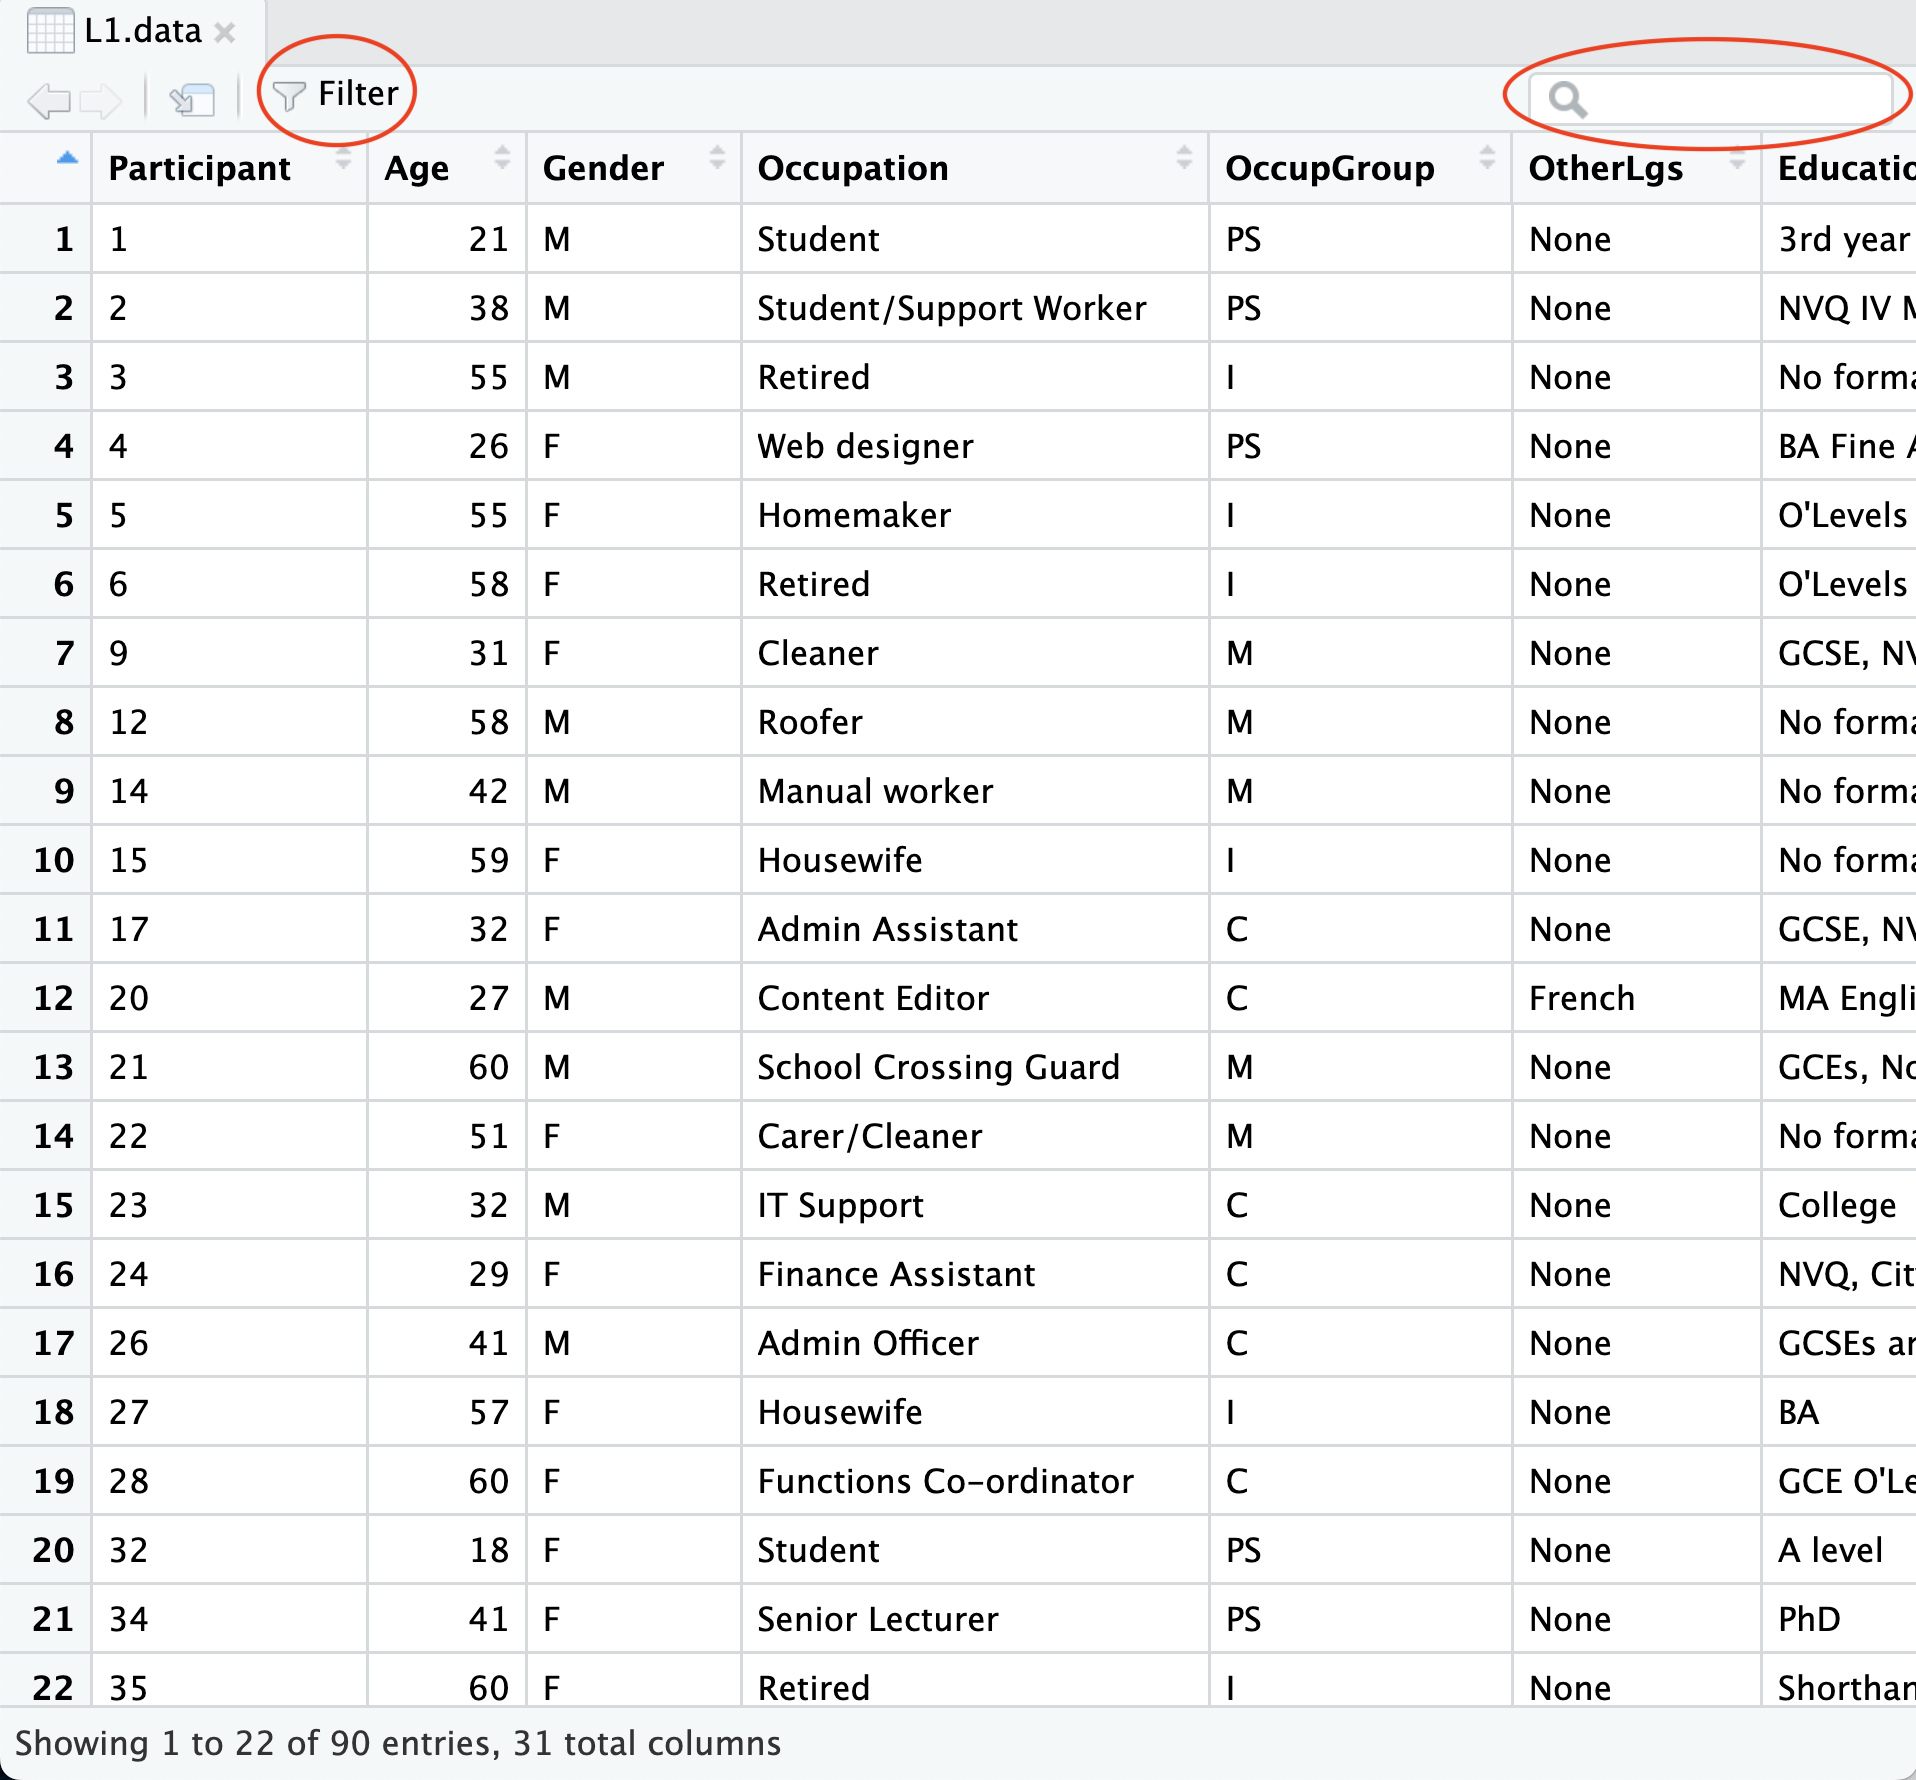 L1.data
Filter
Participant Age Gender Occupation OccupGroup OtherLgs Educatio
1 1 21 M Student PS None 3rd year
2 2 38 M Student/Support Worker PS None NVQ IV M
3 3 55 M Retired I None No forma
4 4 26 F Web designer PS None BA Fine A
5 5 55 F Homemaker I None O'Levels
6 6 58 F Retired I None O'Levels
7 9 31 F Cleaner M None GCSE, NV
8 12 58 M Roofer M None No forma
9 14 42 M Manual worker M None No forma
10 15 59 F Housewife I None No forma
11 17 32 F Admin Assistant C None GCSE, NV
12 20 27 M Content Editor C French MA Engli
13 21 60 M School Crossing Guard M None GCEs, No
14 22 51 F Carer/Cleaner M None No forma
15 23 32 M IT Support C None College
16 24 29 F Finance Assistant C None NVQ, Cit
17 26 41 M Admin Officer C None GCSEs an
18 27 57 F Housewife I None BA
19 28 60 F Functions Co-ordinator C None GCE O'Le
20 32 18 F Student PS None A level
21 34 41 F Senior Lecturer PS None PhD
22 35 60 F Retired I None Shorthan
Showing 1 to 22 of 90 entries, 31 total columns